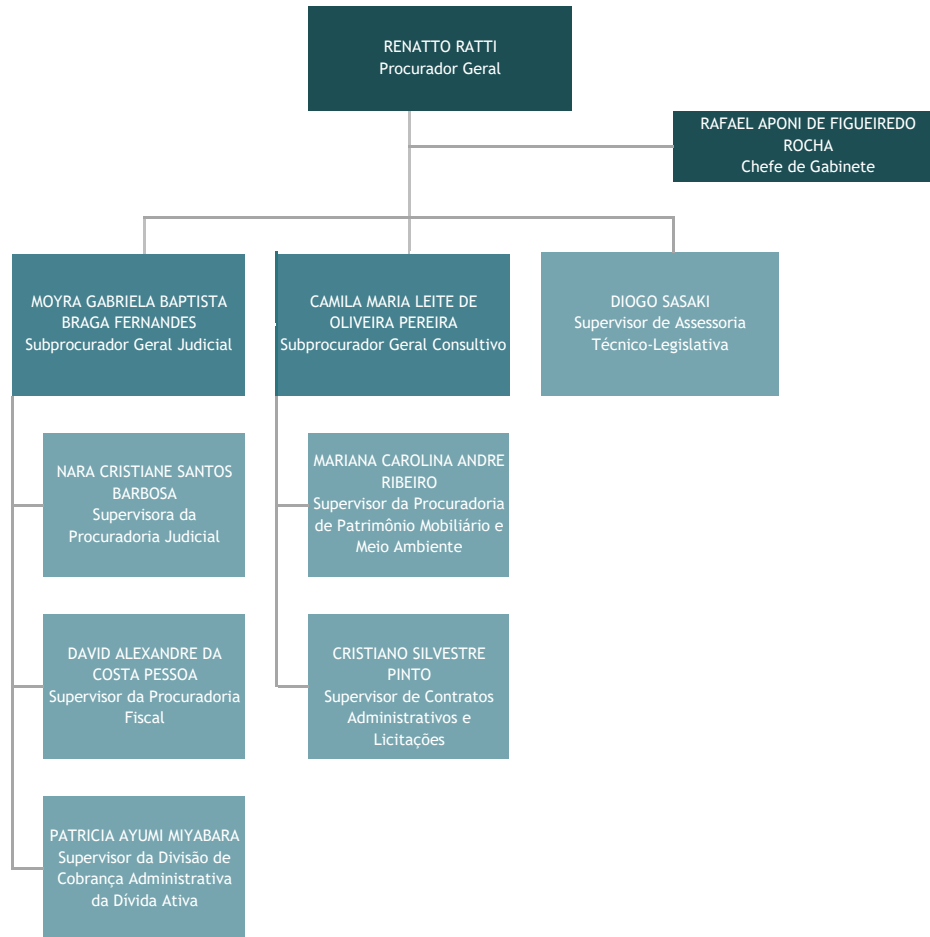 RENATTO RATTI
Procurador Geral
RAFAEL APONI DE FIGUEIREDO
ROCHA
Chefe de Gabinete
MOYRA GABRIELA BAPTISTA
BRAGA FERNANDES
Subprocurador Geral Judicial
CAMILA MARIA LEITE DE
OLIVEIRA PEREIRA
Subprocurador Geral Consultivo
DIOGO SASAKI
Supervisor de Assessoria
Técnico-Legislativa
NARA CRISTIANE SANTOS
BARBOSA
Supervisora da
Procuradoria Judicial
MARIANA CAROLINA ANDRE
RIBEIRO
Supervisor da Procuradoria
de Patrimônio Mobiliário e
Meio Ambiente
DAVID ALEXANDRE DA
COSTA PESSOA
Supervisor da Procuradoria
Fiscal
CRISTIANO SILVESTRE
PINTO
Supervisor de Contratos
Administrativos e
Licitações
PATRICIA AYUMI MIYABARA
Supervisor da Divisão de
Cobrança Administrativa
da Dívida Ativa